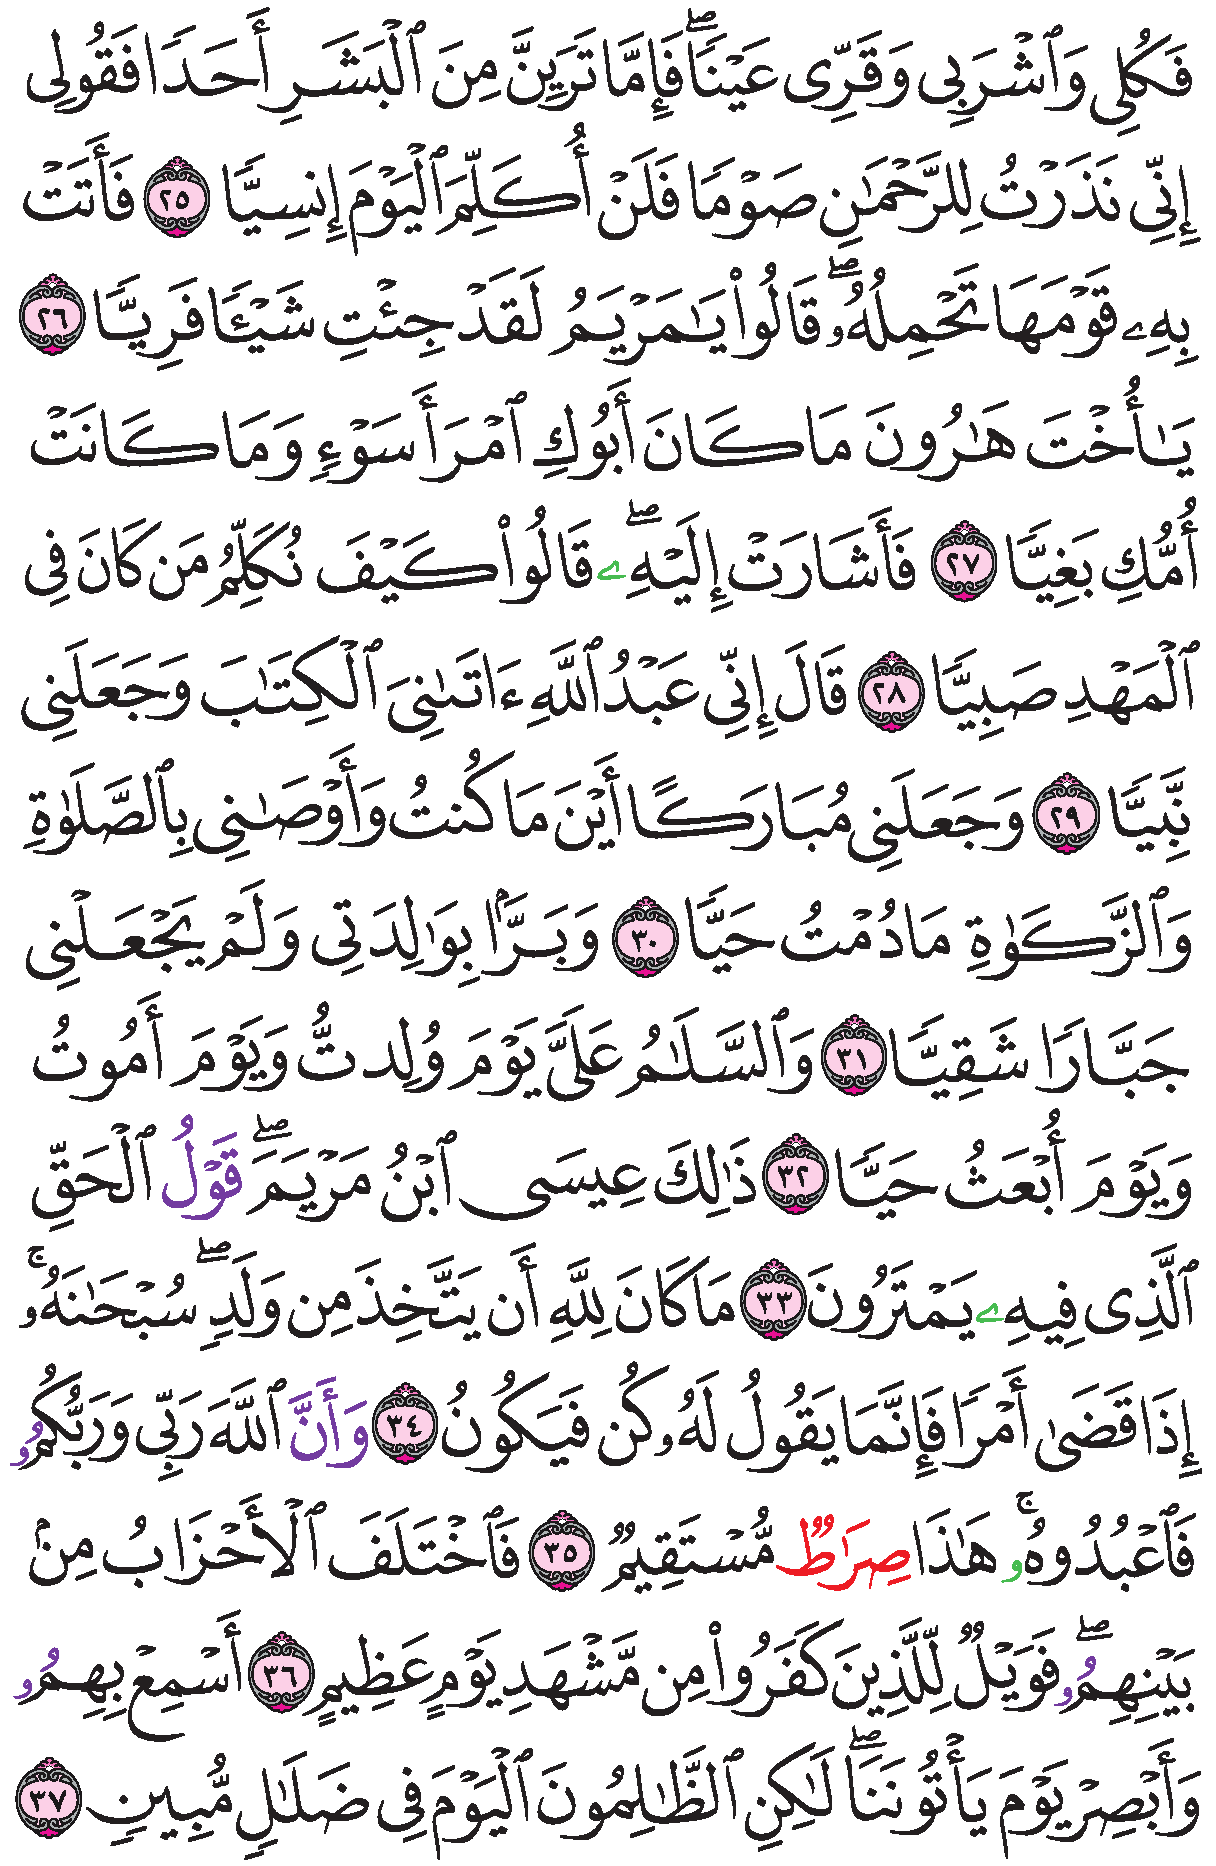 فَكُلِي وَٱشۡرَبِي وَقَرِّي عَيۡنٗاۖ فَإِمَّا تَرَيِنَّ مِنَ ٱلۡبَشَرِ أَحَدٗا فَقُولِي
إِنِّي نَذَرۡتُ لِلرَّحۡمَٰنِ صَوۡمٗا فَلَنۡ أُكَلِّمَ ٱلۡيَوۡمَ إِنسِيّٗا ٢٥ فَأَتَتۡ
بِهِۦ قَوۡمَهَا تَحۡمِلُهُۥۖ قَالُواْ يَٰمَرۡيَمُ لَقَدۡ جِئۡتِ شَيۡـٔٗا فَرِيّٗا ٢٦
يَٰٓأُخۡتَ هَٰرُونَ مَا كَانَ أَبُوكِ ٱمۡرَأَ سَوۡءٖ وَمَا كَانَتۡ
أُمُّكِ بَغِيّٗا ٢٧ فَأَشَارَتۡ إِلَيۡهِۦۖ قَالُواْ كَيۡفَ نُكَلِّمُ مَن كَانَ فِي
ٱلۡمَهۡدِ صَبِيّٗا ٢٨ قَالَ إِنِّي عَبۡدُ ٱللَّهِ ءَاتَىٰنِيَ ٱلۡكِتَٰبَ وَجَعَلَنِي
نَبِيّٗا ٢٩ وَجَعَلَنِي مُبَارَكًا أَيۡنَ مَا كُنتُ وَأَوۡصَٰنِي بِٱلصَّلَوٰةِ
وَٱلزَّكَوٰةِ مَا دُمۡتُ حَيّٗا ٣٠ وَبَرَّۢا بِوَٰلِدَتِي وَلَمۡ يَجۡعَلۡنِي
جَبَّارٗا شَقِيّٗا ٣١ وَٱلسَّلَٰمُ عَلَيَّ يَوۡمَ وُلِدتُّ وَيَوۡمَ أَمُوتُ
وَيَوۡمَ أُبۡعَثُ حَيّٗا ٣٢ ذَٰلِكَ عِيسَى ٱبۡنُ مَرۡيَمَۖ قَوۡلُ ٱلۡحَقِّ
ٱلَّذِي فِيهِۦ يَمۡتَرُونَ ٣٣ مَا كَانَ لِلَّهِ أَن يَتَّخِذَ مِن وَلَدٖۖ سُبۡحَٰنَهُۥۚ
إِذَا قَضَىٰ أَمۡرٗا فَإِنَّمَا يَقُولُ لَهُۥ كُن فَيَكُونُ ٣٤ وَأَنَّ ٱللَّهَ رَبِّي وَرَبُّكُمُۥ
فَٱعۡبُدُوهُۥۚ هَٰذَا صِرَٰطٞ مُّسۡتَقِيمٞ ٣٥ فَٱخۡتَلَفَ ٱلۡأَحۡزَابُ مِنۢ
بَيۡنِهِمُۥۖ فَوَيۡلٞ لِّلَّذِينَ كَفَرُواْ مِن مَّشۡهَدِ يَوۡمٍ عَظِيمٍ ٣٦ أَسۡمِعۡ بِهِمُۥ
وَأَبۡصِرۡ يَوۡمَ يَأۡتُونَنَاۖ لَٰكِنِ ٱلظَّٰلِمُونَ ٱلۡيَوۡمَ فِي ضَلَٰلٖ مُّبِينٖ ٣٧